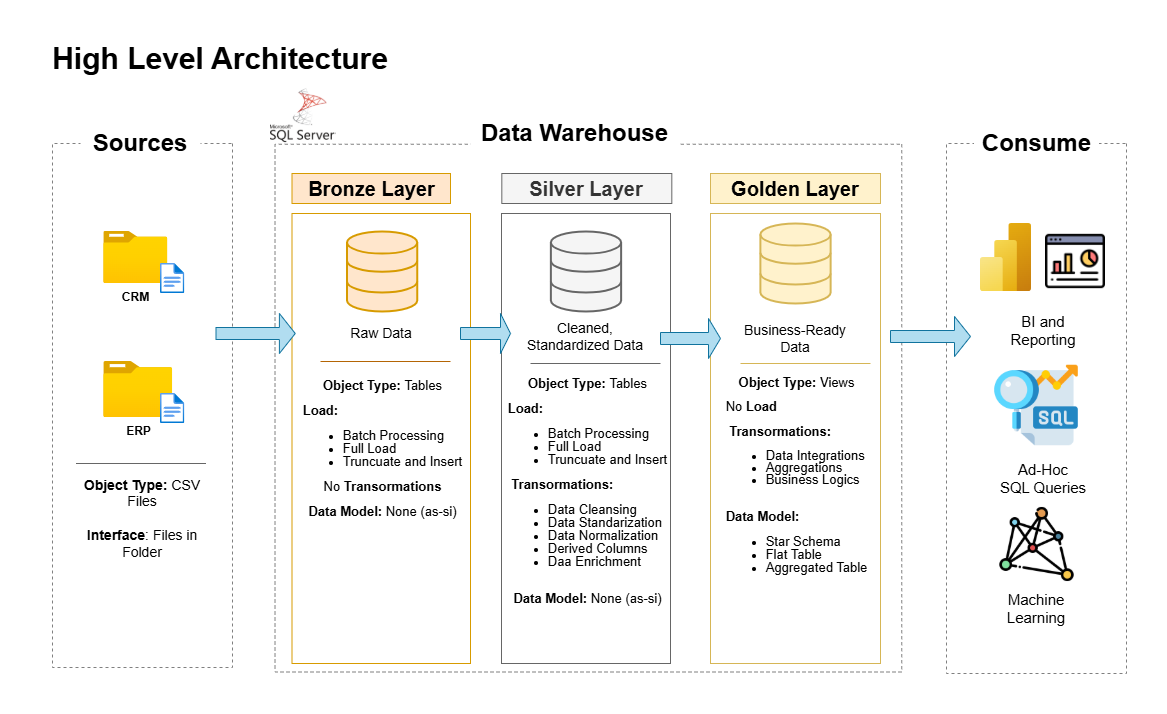 High Level Architecture
Microsoft®
SQL Server
Sources
Data Warehouse
Consume
CRM
ERP
Object Type: CSV
Files
Interface: Files in
Folder
Bronze Layer
Raw Data
Object Type: Tables
Load:
• Batch Processing
• Full Load
• Truncuate and Insert
No Transormations
Data Model: None (as-si)
Silver Layer
Cleaned,
Standardized Data
Object Type: Tables
Load:
• Batch Processing
• Full Load
• Truncuate and Insert
Transormations:
• Data Cleansing
• Data Standarization
• Data Normalization
• Derived Columns
• Daa Enrichment
Data Model: None (as-si)
Golden Layer
Business-Ready
Data
Object Type: Views
No Load
Transormations:
• Data Integrations
• Aggregations
• Business Logics
Data Model:
• Star Schema
• Flat Table
• Aggregated Table
BI and
Reporting
SQL
Ad-Hoc
SQL Queries
Machine
Learning